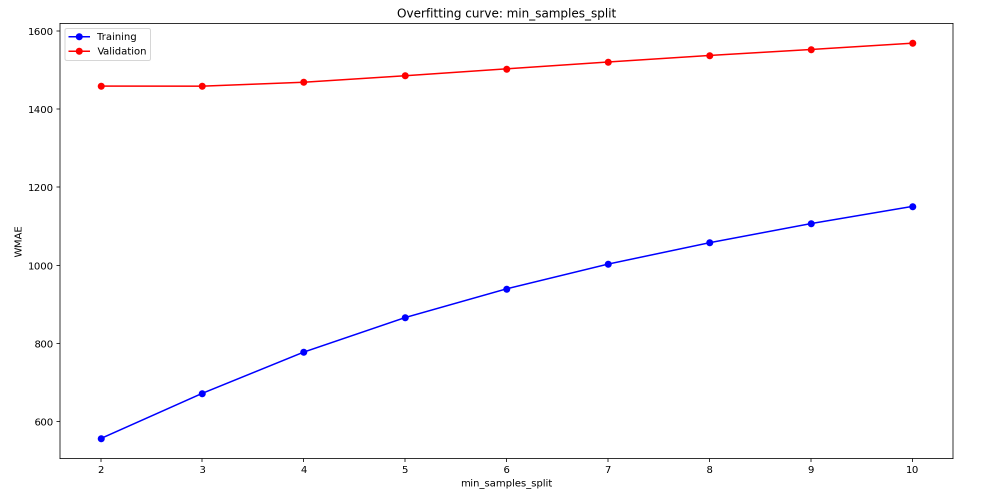 Overfitting curve: min_samples_split
Training
Validation
1600
1400
1200
1000
800
600
WMAE
2 3 4 5 6 7 8 9 10
min_samples_split